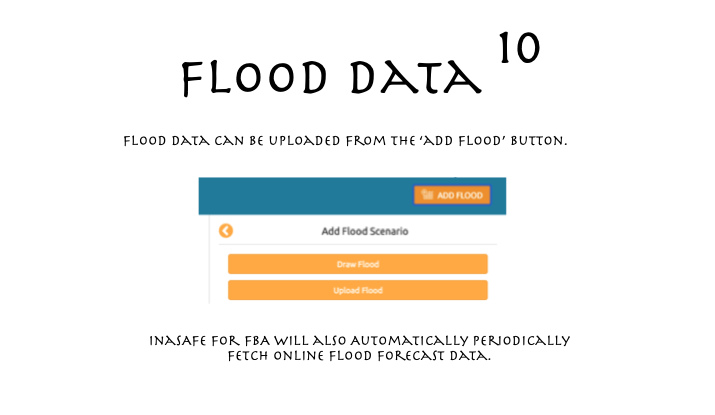 Flood Data 10
Flood data can be uploaded from the ‘Add Flood’ button.
ADD FLOOD
Add Flood Scenario
Draw Flood
Upload Flood
InaSAFE for FBA will also Automatically periodically
fetch online flood forecast data.